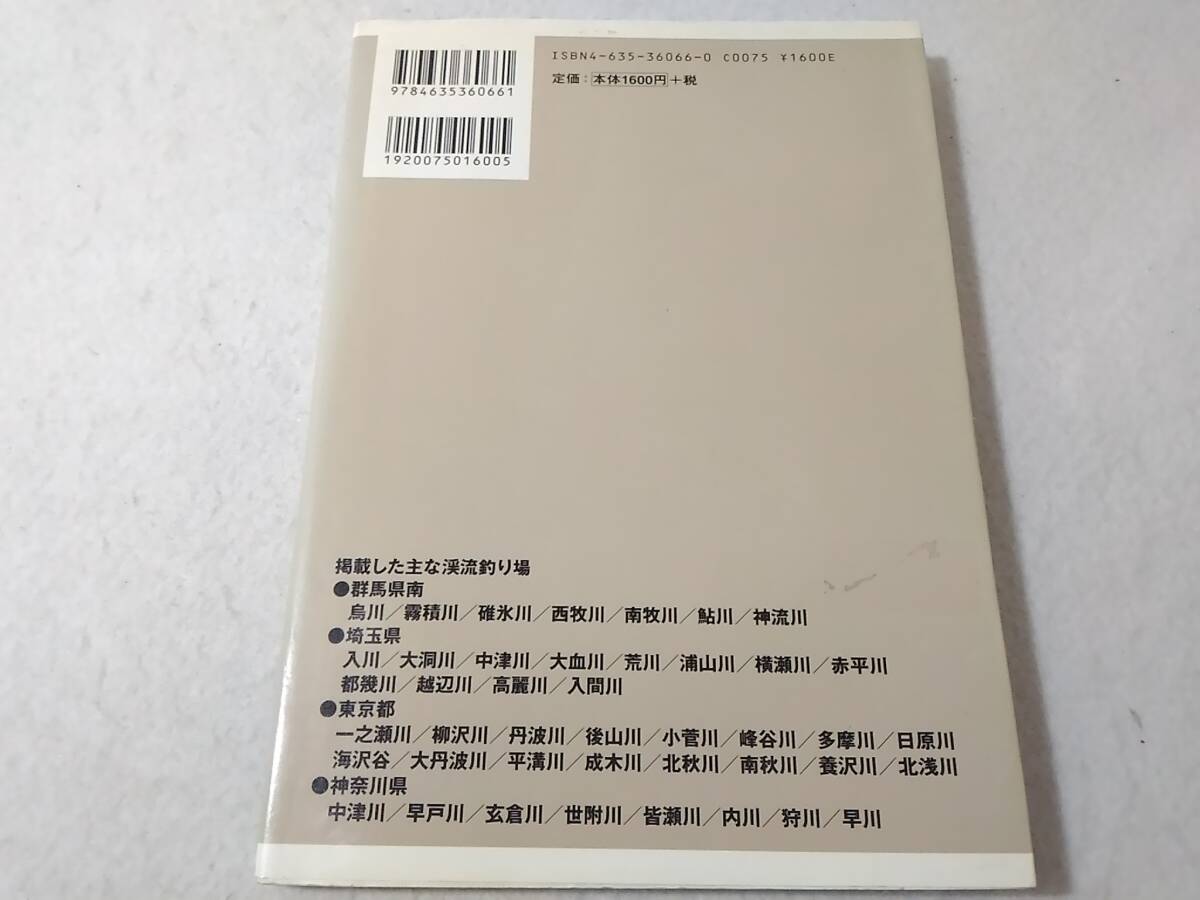 ISBN4-635-36066-0 C0075 ¥1600E
定価：本体1600円＋税
9784635360661
1920075016005
掲載した主な渓流釣り場
●群馬県南
烏川／霧積川／碓氷川／西牧川／南牧川／鮎川／神流川
●埼玉県
入川／大洞川／中津川／大血川／荒川／浦山川／横瀬川／赤平川
都幾川／越辺川／高麗川／入間川
●東京都
一之瀬川／柳沢川／丹波川／後山川／小菅川／峰谷川／多摩川／日原川
海沢谷／大丹波川／平溝川／成木川／北秋川／南秋川／養沢川／北浅川
●神奈川県
中津川／早戸川／玄倉川／世附川／皆瀬川／内川／狩川／早川